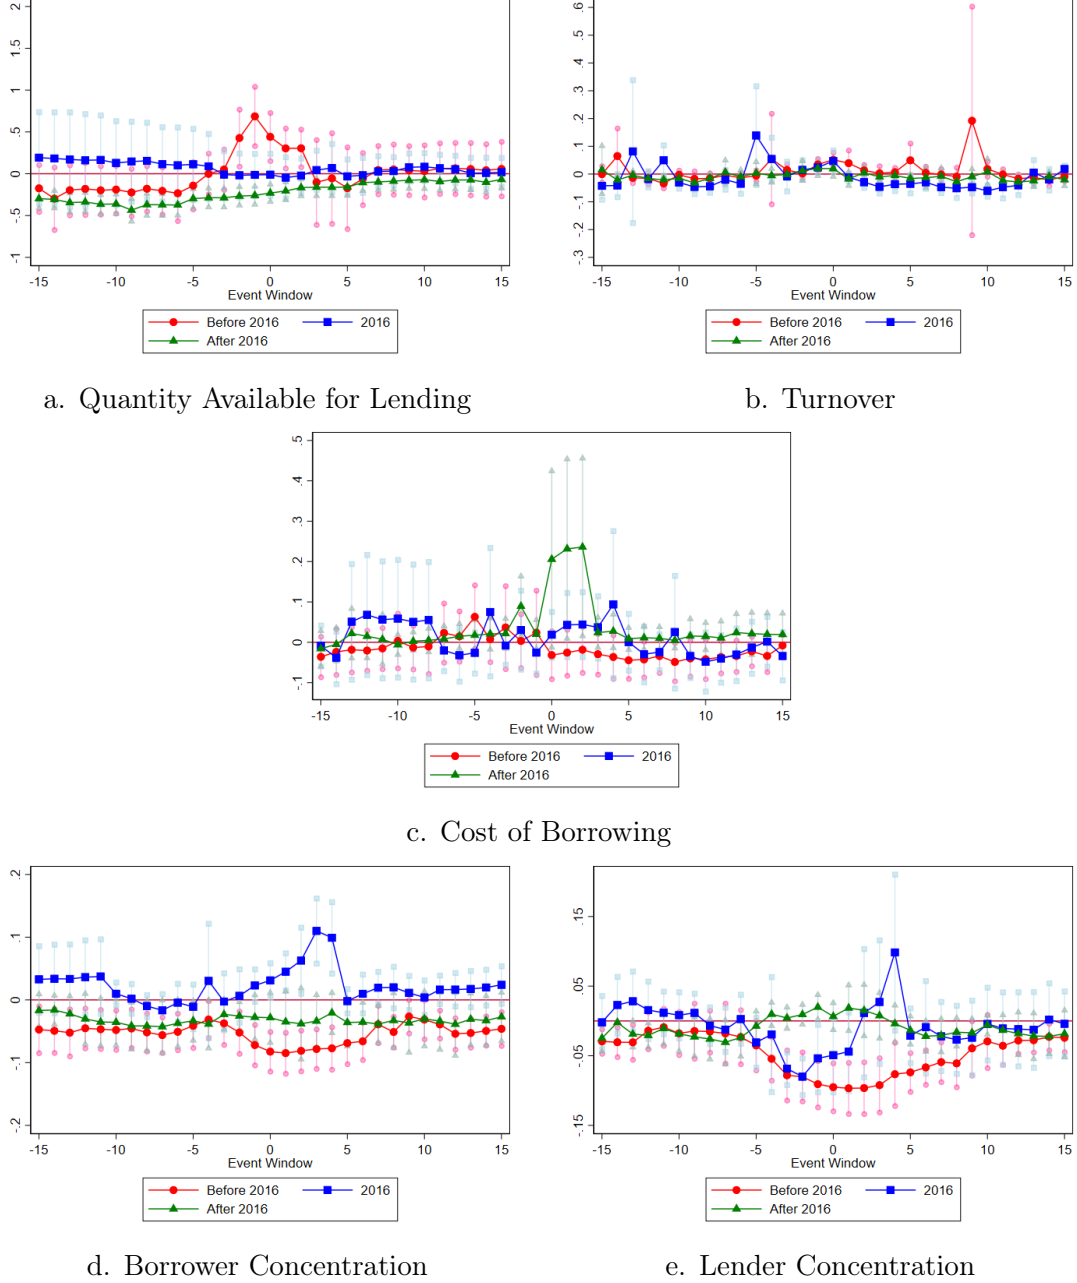 2
1.5
1
.5
0
-.5
-1
-15 -10 -5 0 5 10 15
Event Window
Before 2016 2016
After 2016
a. Quantity Available for Lending
.6
.5
.4
.3
.2
.1
0
-.1
-.2
-.3
-15 -10 -5 0 5 10 15
Event Window
Before 2016 2016
After 2016
b. Turnover
.5
.4
.3
.2
.1
0
-.1
-15 -10 -5 0 5 10 15
Event Window
Before 2016 2016
After 2016
c. Cost of Borrowing
.2
.1
0
-.1
-.2
-15 -10 -5 0 5 10 15
Event Window
Before 2016 2016
After 2016
d. Borrower Concentration
.15
.05
-.05
-.15
-15 -10 -5 0 5 10 15
Event Window
Before 2016 2016
After 2016
e. Lender Concentration